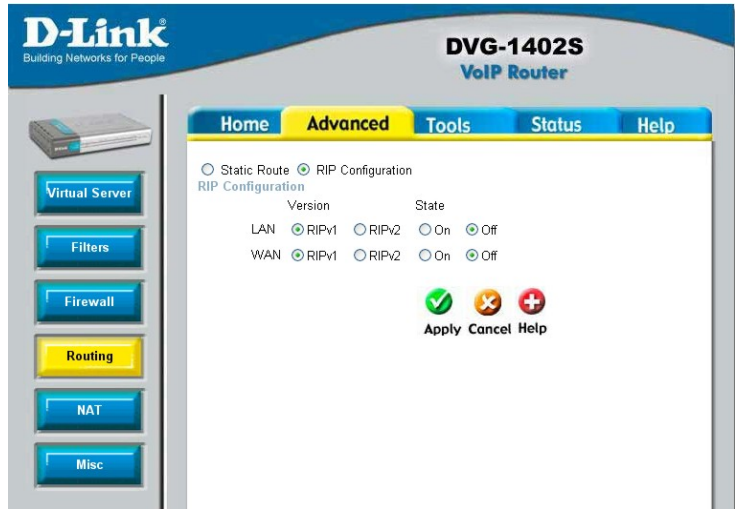 D-Link®
Building Networks for People
DVG-1402S
VoIP Router
Home Advanced Tools Status Help
Virtual Server
Filters
Firewall
Routing
NAT
Misc
Static Route RIP Configuration
RIP Configuration
Version State
LAN RIPv1 RIPv2 On Off
WAN RIPv1 RIPv2 On Off
Apply Cancel Help